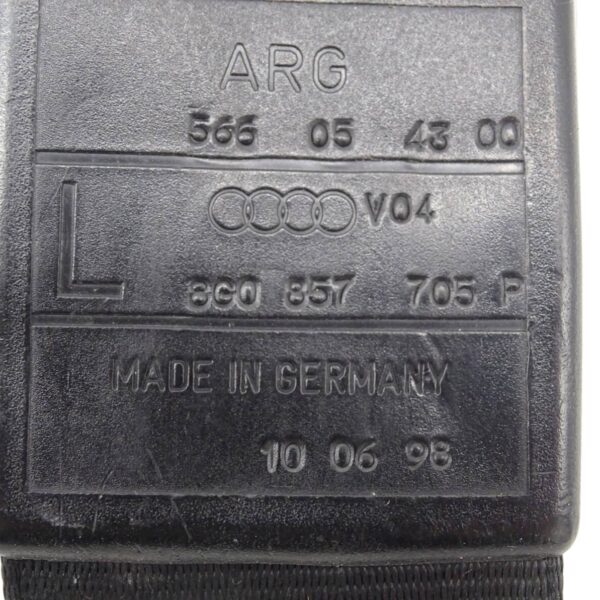 ARG
566 05 43 00
V04
L
8G0 857 705 P
MADE IN GERMANY
10 06 98